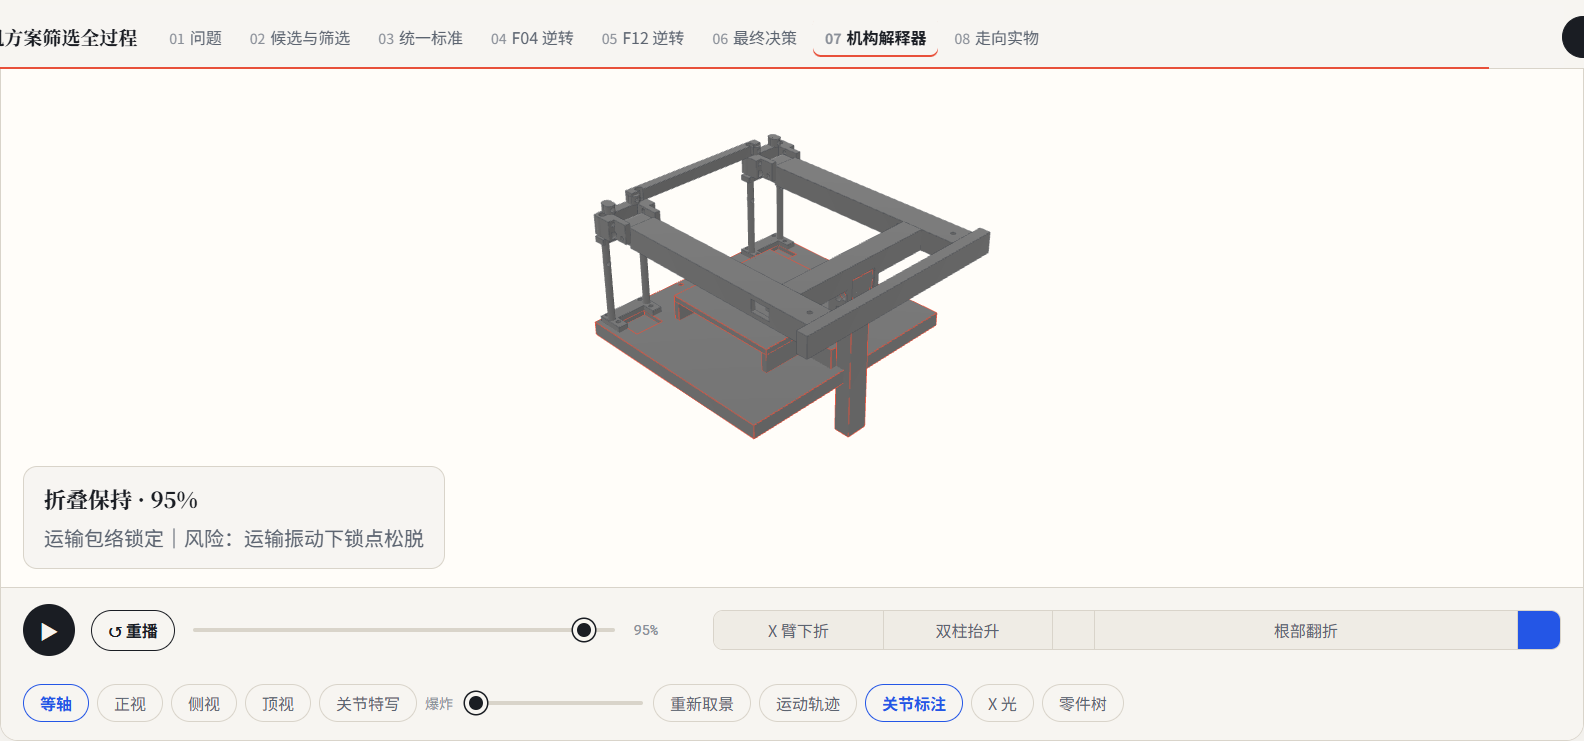 方案筛选全过程 01 问题 02 候选与筛选 03 统一标准 04 F04 逆转 05 F12 逆转 06 最终决策 07 机构解释器 08 走向实物
折叠保持 · 95%
运输包络锁定｜风险：运输振动下锁点松脱
↺ 重播 95% X 臂下折 双柱抬升 根部翻折
等轴 正视 侧视 顶视 关节特写 爆炸 重新取景 运动轨迹 关节标注 X 光 零件树